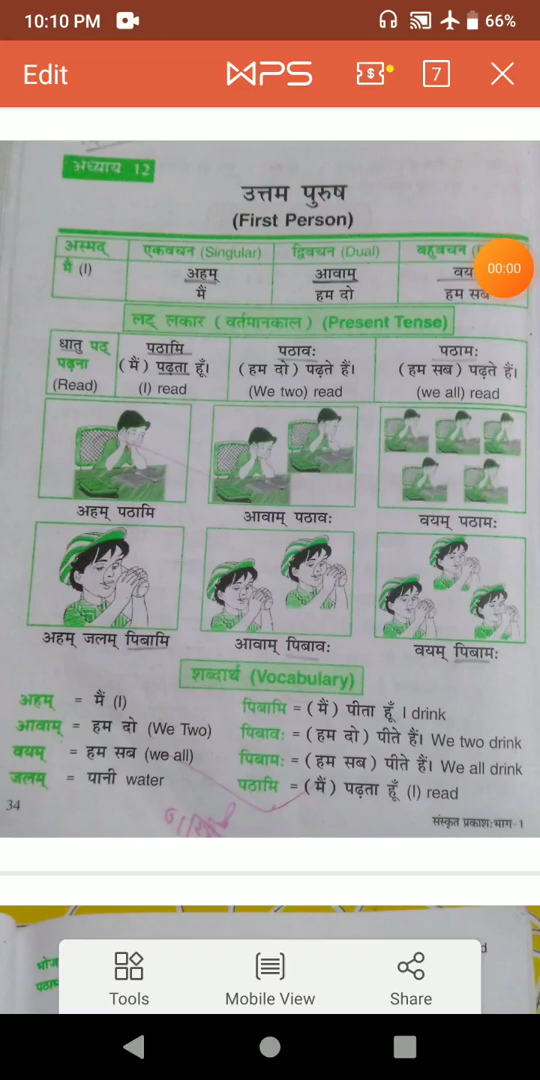 10:10 PM 66%
Edit WPS $ 7
अध्याय 12
उत्तम पुरुष
(First Person)
अस्मद् एकवचन (Singular) द्विवचन (Dual) बहुवचन
मैं (I) अहम् आवाम्
मैं हम दो हम सब
00:00
लट् लकार (वर्तमानकाल) (Present Tense)
धातु पद् पठामि पठावः पठामः
पढ़ना (मैं) पढ़ता हूँ। (हम दो) पढ़ते हैं। (हम सब) पढ़ते हैं।
(Read) (I) read (We two) read (we all) read
अहम् पठामि आवाम् पठावः वयम् पठामः
अहम् जलम् पिबामि आवाम् पिबावः वयम् पिबामः
शब्दार्थ (Vocabulary)
अहम् = मैं (I) पिबामि = (मैं) पीता हूँ I drink
आवाम् = हम दो (We Two) पिबावः = (हम दो) पीते हैं। We two drink
वयम् = हम सब (we all) पिबामः = (हम सब) पीते हैं। We all drink
जलम् = पानी water पठामि = (मैं) पढ़ता हूँ (I) read
34
संस्कृत प्रकाश:भाग-1
Tools Mobile View Share